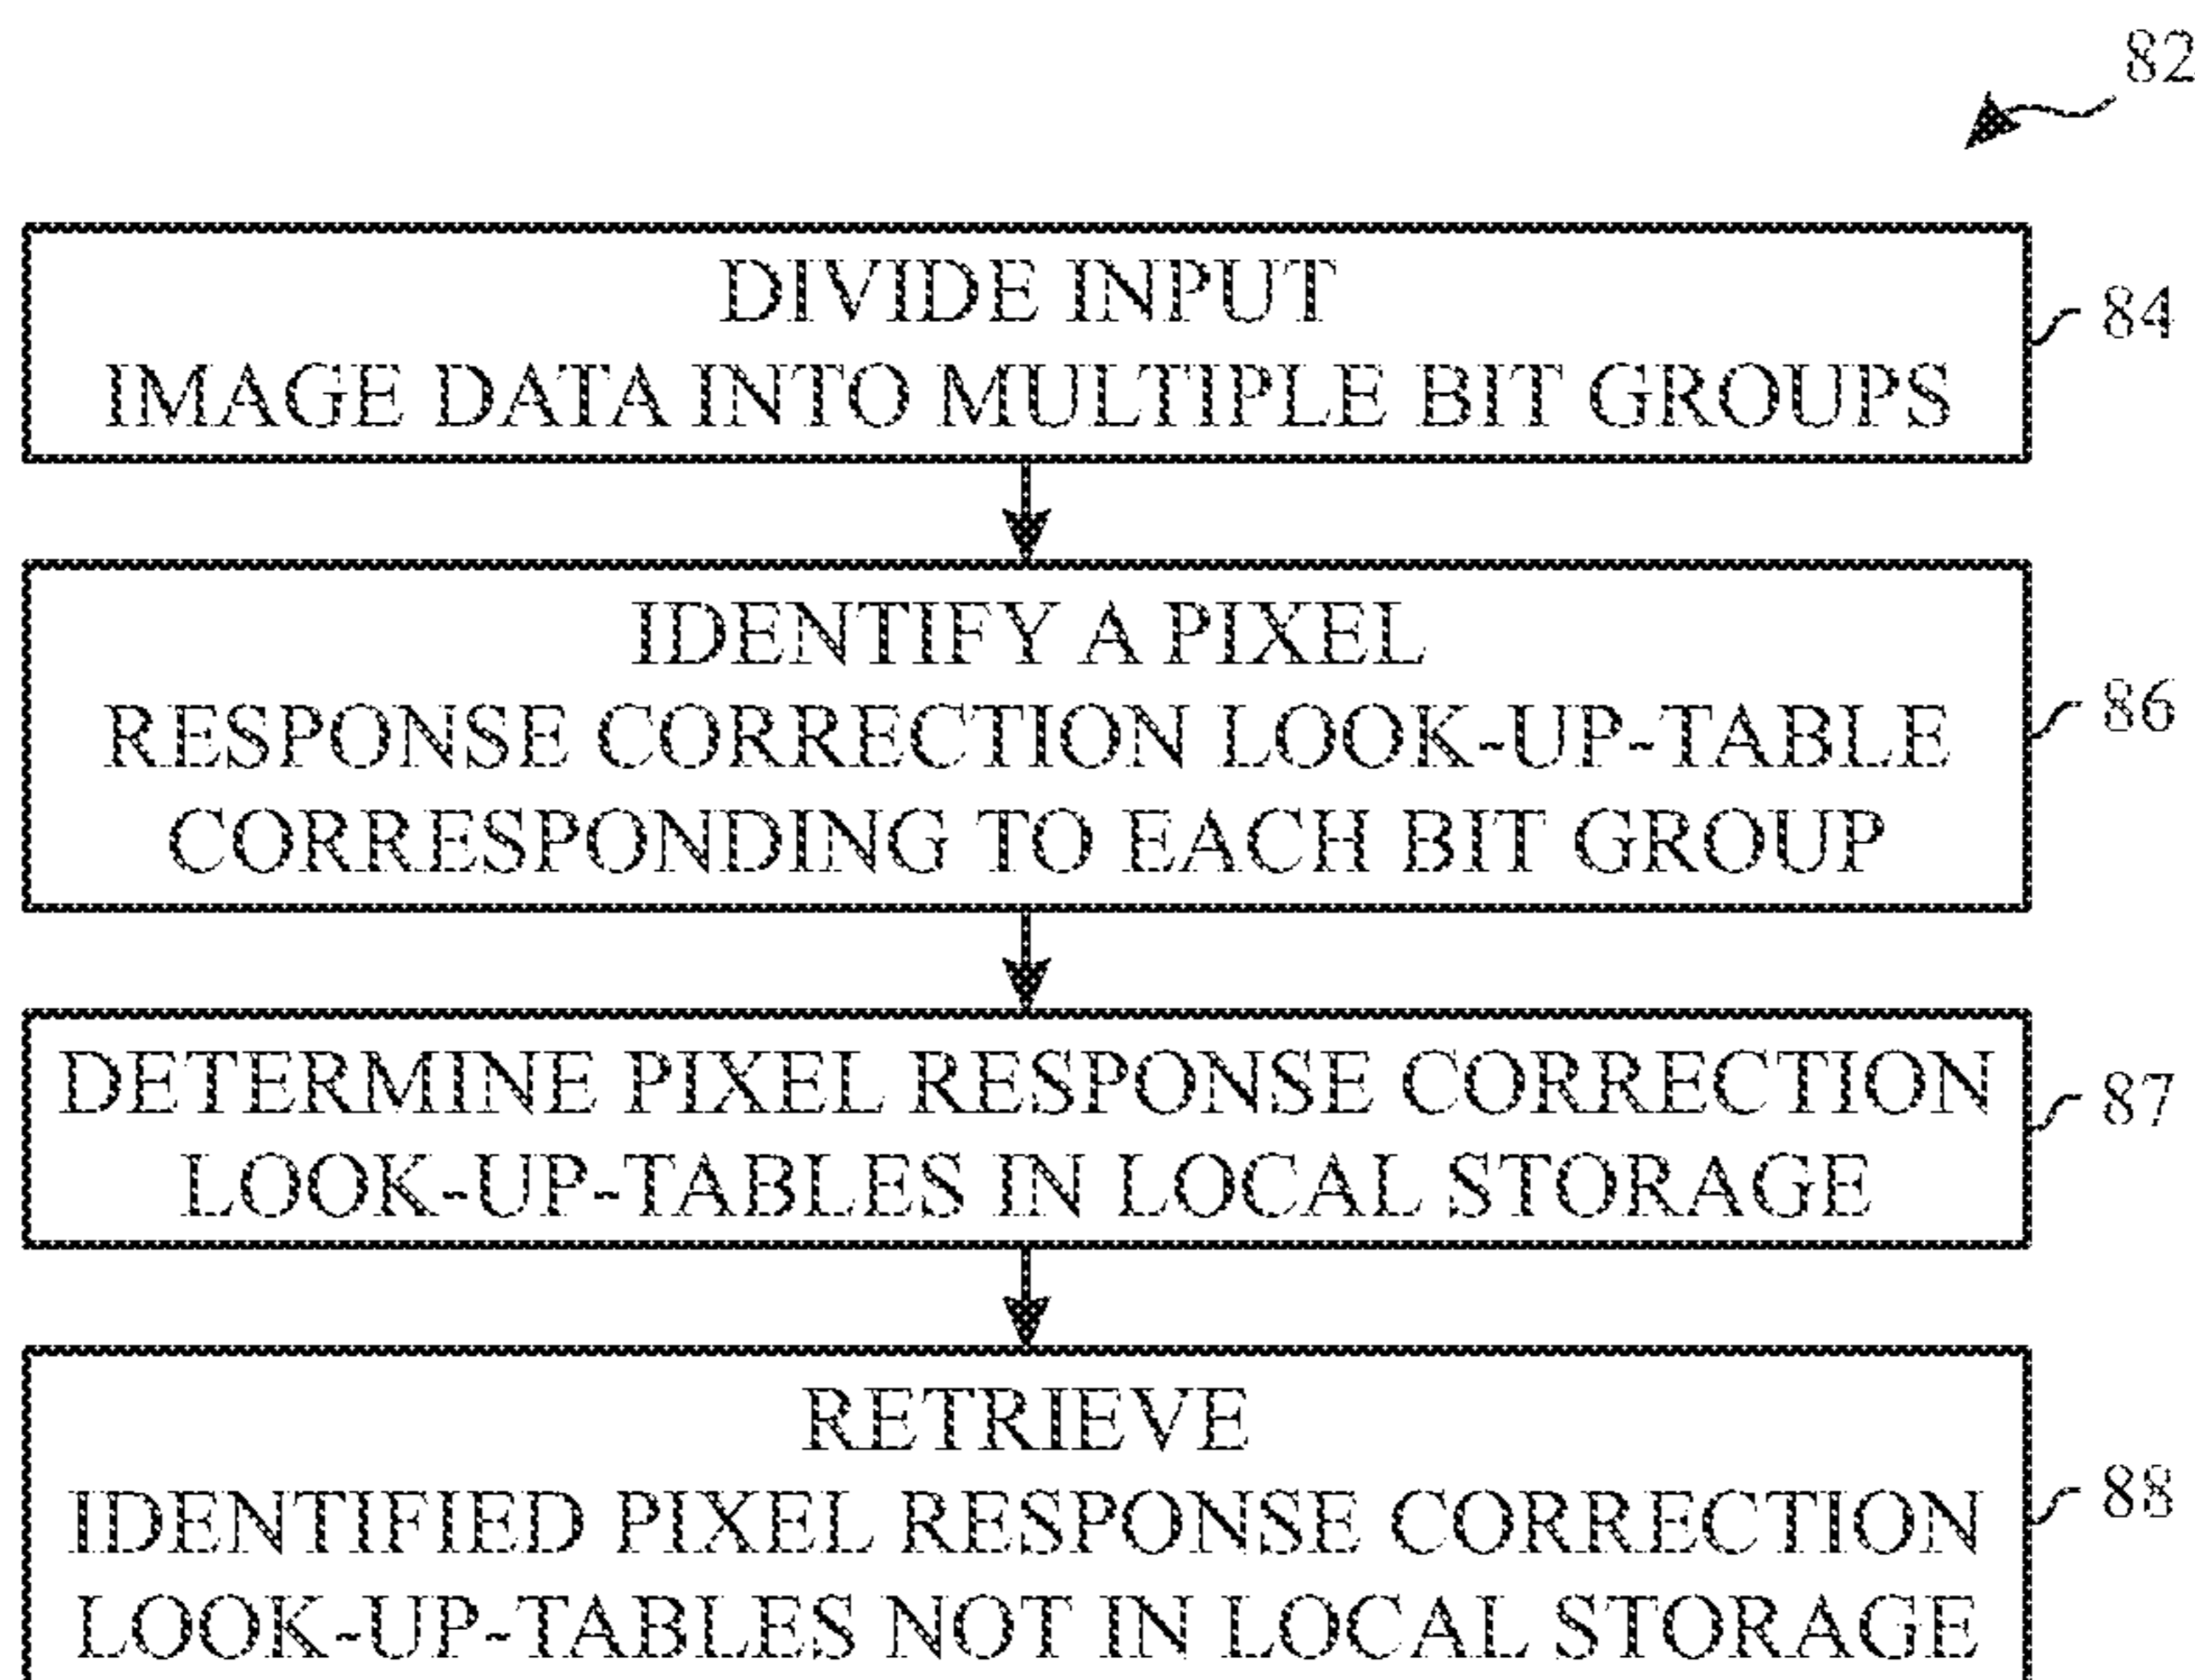 82
DIVIDE INPUT
IMAGE DATA INTO MULTIPLE BIT GROUPS
84
IDENTIFY A PIXEL
RESPONSE CORRECTION LOOK-UP-TABLE
CORRESPONDING TO EACH BIT GROUP
86
DETERMINE PIXEL RESPONSE CORRECTION
LOOK-UP-TABLES IN LOCAL STORAGE
87
RETRIEVE
IDENTIFIED PIXEL RESPONSE CORRECTION
LOOK-UP-TABLES NOT IN LOCAL STORAGE
88